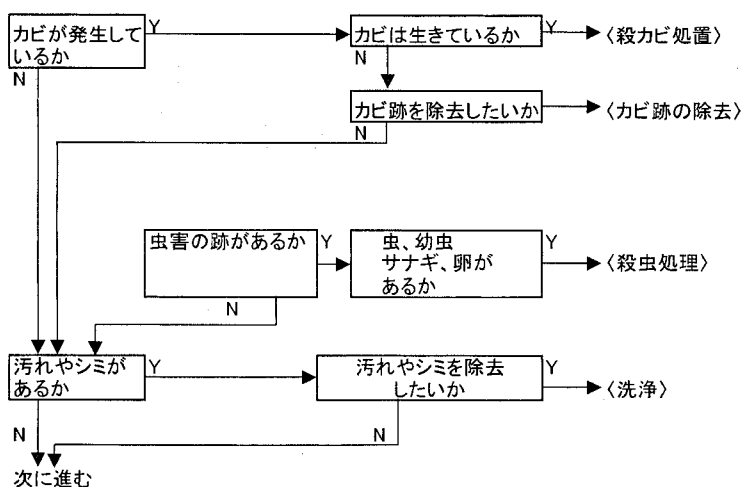 カビが発生して
いるか
Y
N
カビは生きているか
Y
N
〈殺カビ処置〉
カビ跡を除去したいか
N
〈カビ跡の除去〉
虫害の跡があるか
Y
N
虫、幼虫
サナギ、卵が
あるか
Y
〈殺虫処理〉
汚れやシミが
あるか
Y
N
汚れやシミを除去
したいか
Y
N
〈洗浄〉
次に進む